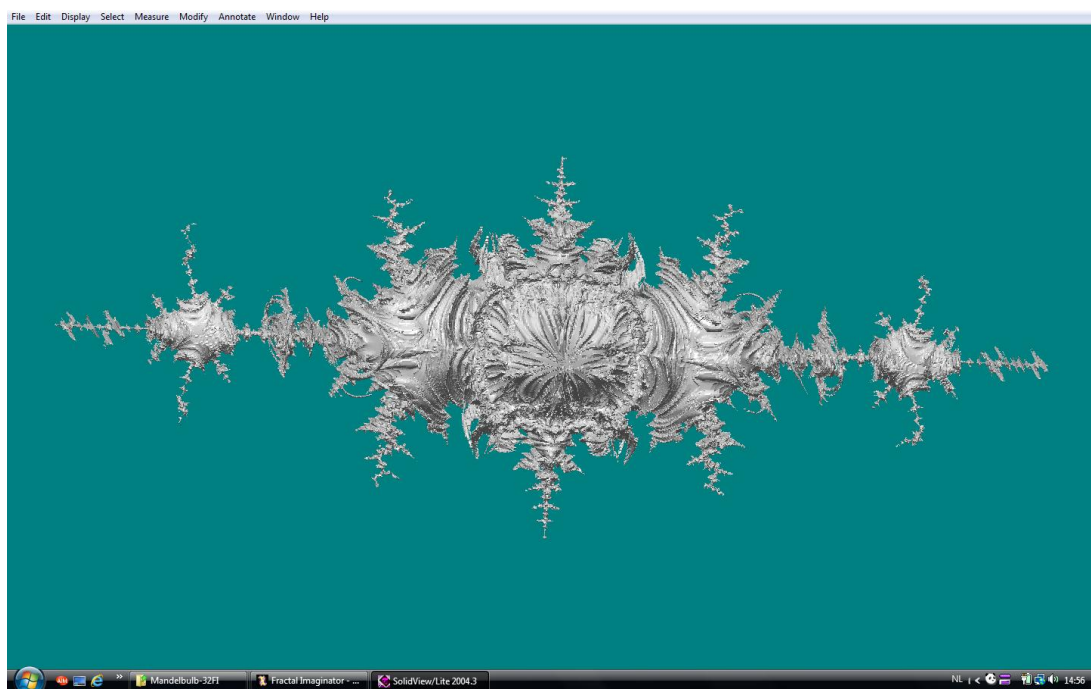 File Edit Display Select Measure Modify Annotate Window Help
» Mandelbulb-32FI Fractal Imaginator - ... SolidView/Lite 2004.3 NL < 14:56